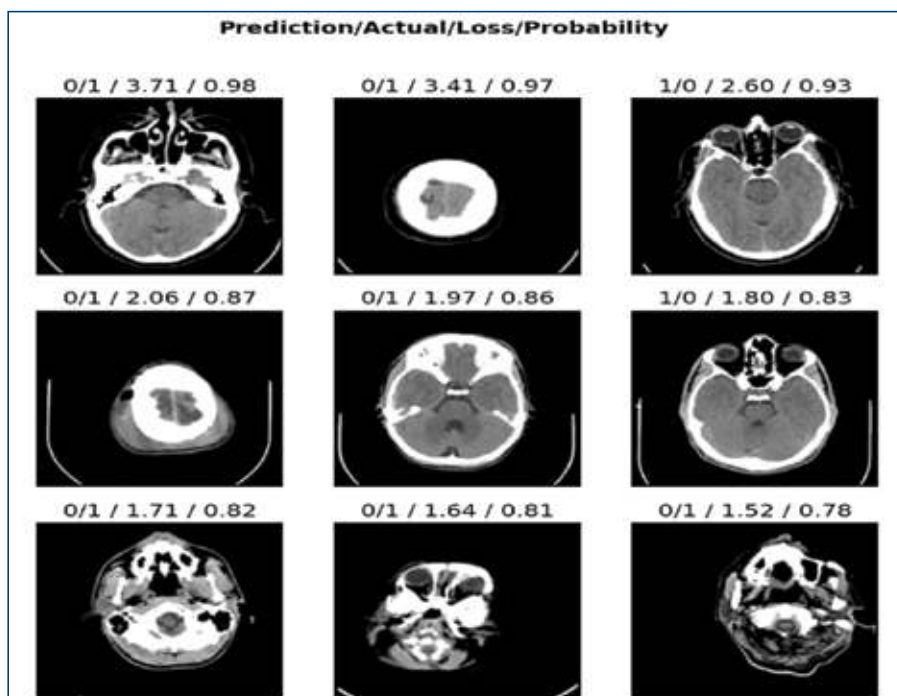 Prediction/Actual/Loss/Probability
0/1 / 3.71 / 0.98
0/1 / 3.41 / 0.97
1/0 / 2.60 / 0.93
0/1 / 2.06 / 0.87
0/1 / 1.97 / 0.86
1/0 / 1.80 / 0.83
0/1 / 1.71 / 0.82
0/1 / 1.64 / 0.81
0/1 / 1.52 / 0.78